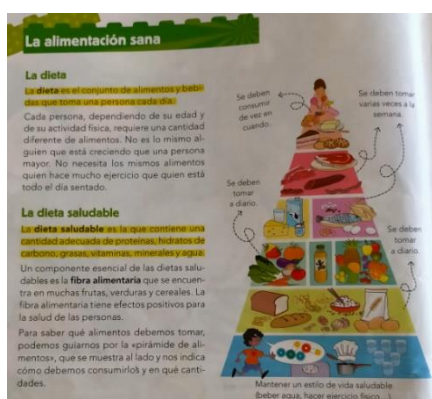 La alimentación sana
La dieta
La dieta es el conjunto de alimentos y bebi-
das que toma una persona cada día.
Cada persona, dependiendo de su edad y
de su actividad física, requiere una cantidad
diferente de alimentos. No es lo mismo al-
guien que está creciendo que una persona
mayor. No necesita los mismos alimentos
quien hace mucho ejercicio que quien está
todo el día sentado.
La dieta saludable
La dieta saludable es la que contiene una
cantidad adecuada de proteínas, hidratos de
carbono, grasas, vitaminas, minerales y agua.
Un componente esencial de las dietas salu-
dables es la fibra alimentaria que se encuen-
tra en muchas frutas, verduras y cereales. La
fibra alimentaria tiene efectos positivos para
la salud de las personas.
Para saber qué alimentos debemos tomar,
podemos guiarnos por la «pirámide de ali-
mentos», que se muestra al lado y nos indica
cómo debemos consumirlos y en qué canti-
dades.
Se deben
consumir
de vez en
cuando.
Se deben tomar
varias veces a la
semana.
Se deben
tomar
a diario.
Se deben
tomar
a diario.
Mantener un estilo de vida saludable
(beber agua, hacer ejercicio físico...).